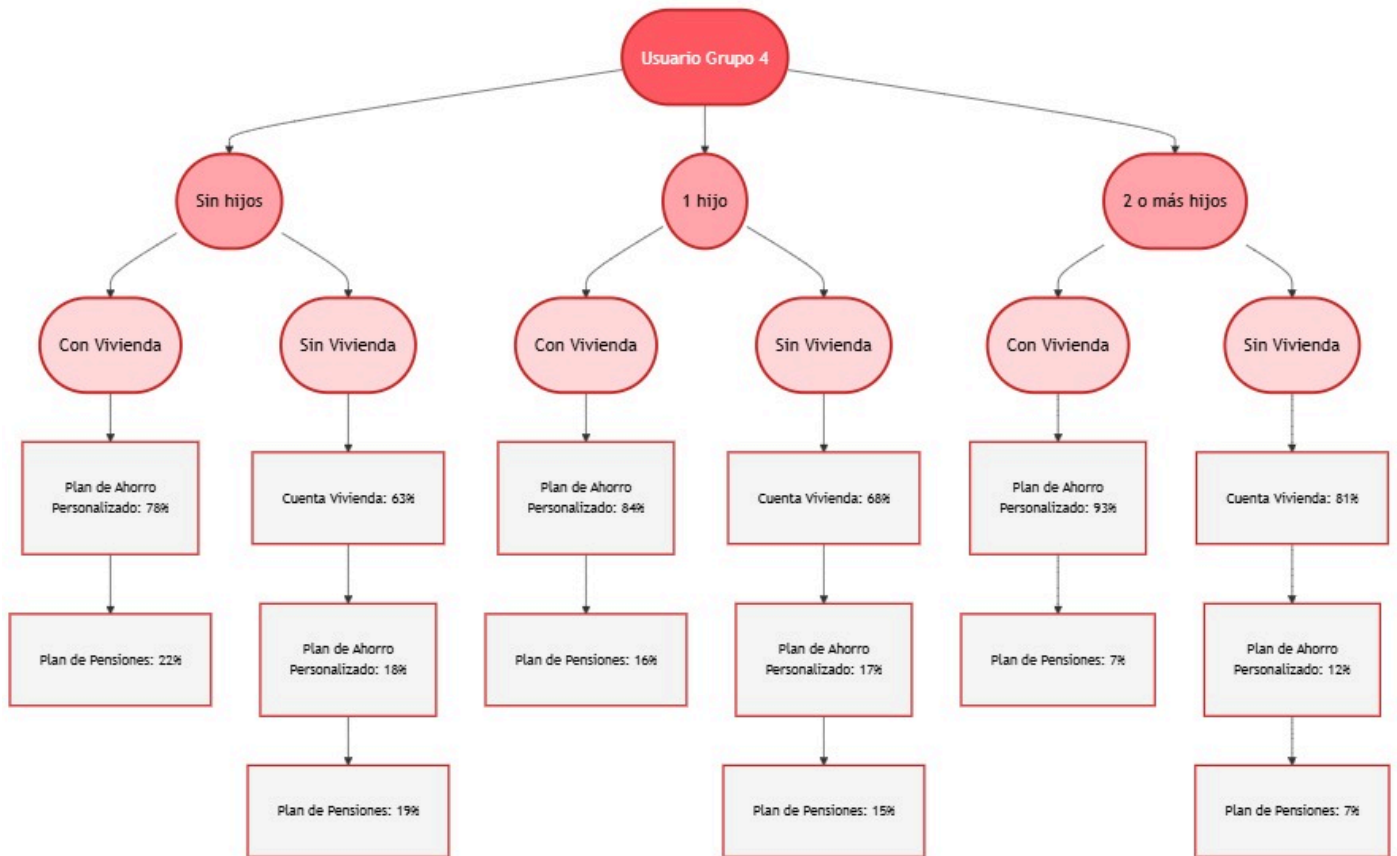 Usuario Grupo 4
Sin hijos
1 hijo
2 o más hijos
Con Vivienda
Sin Vivienda
Con Vivienda
Sin Vivienda
Con Vivienda
Sin Vivienda
Plan de Ahorro
Personalizado: 78%
Cuenta Vivienda: 63%
Plan de Ahorro
Personalizado: 84%
Cuenta Vivienda: 68%
Plan de Ahorro
Personalizado: 93%
Cuenta Vivienda: 81%
Plan de Pensiones: 22%
Plan de Ahorro
Personalizado: 18%
Plan de Pensiones: 16%
Plan de Ahorro
Personalizado: 17%
Plan de Pensiones: 7%
Plan de Ahorro
Personalizado: 12%
Plan de Pensiones: 19%
Plan de Pensiones: 15%
Plan de Pensiones: 7%